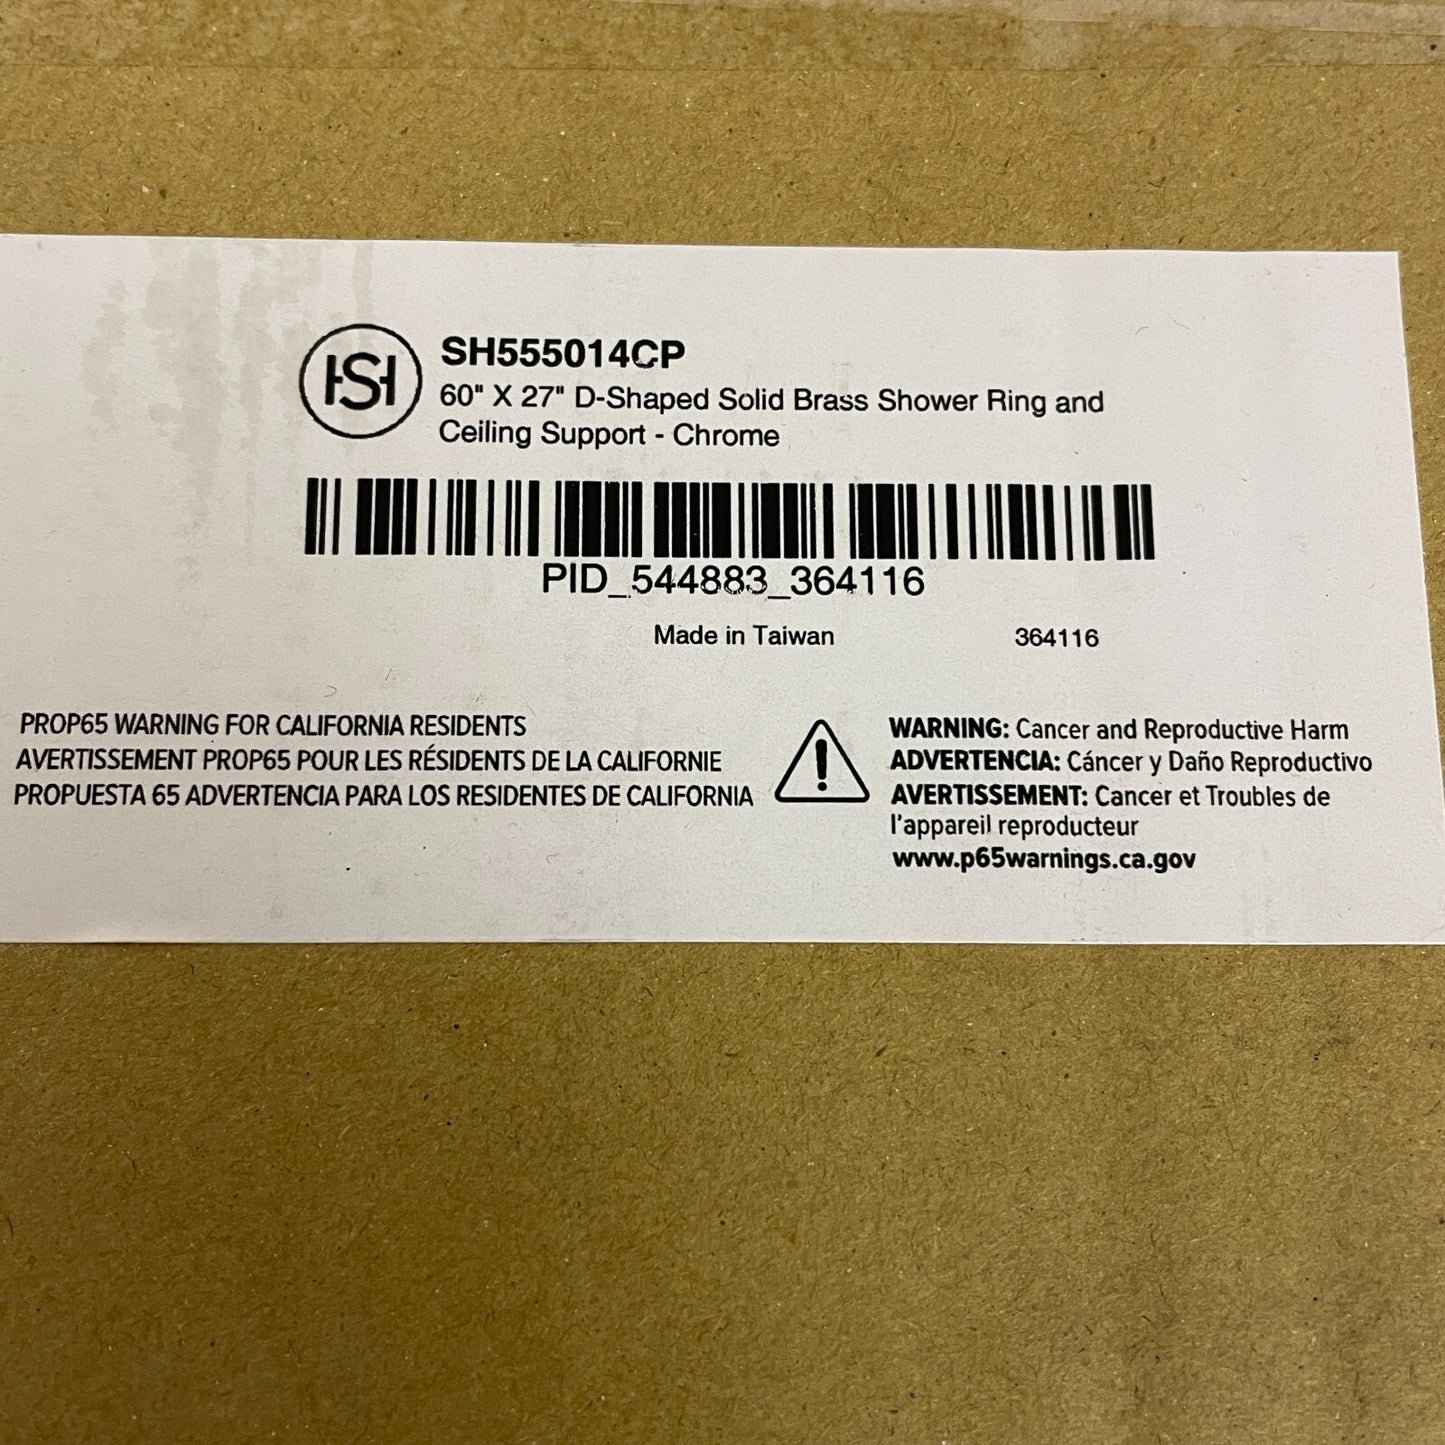 HSH
SH555014CP
60" X 27" D-Shaped Solid Brass Shower Ring and
Ceiling Support - Chrome
PID_544883_364116
Made in Taiwan
364116
PROP65 WARNING FOR CALIFORNIA RESIDENTS
AVERTISSEMENT PROP65 POUR LES RÉSIDENTS DE LA CALIFORNIE
PROPUESTA 65 ADVERTENCIA PARA LOS RESIDENTES DE CALIFORNIA
WARNING: Cancer and Reproductive Harm
ADVERTENCIA: Cáncer y Daño Reproductivo
AVERTISSEMENT: Cancer et Troubles de
l'appareil reproducteur
www.p65warnings.ca.gov